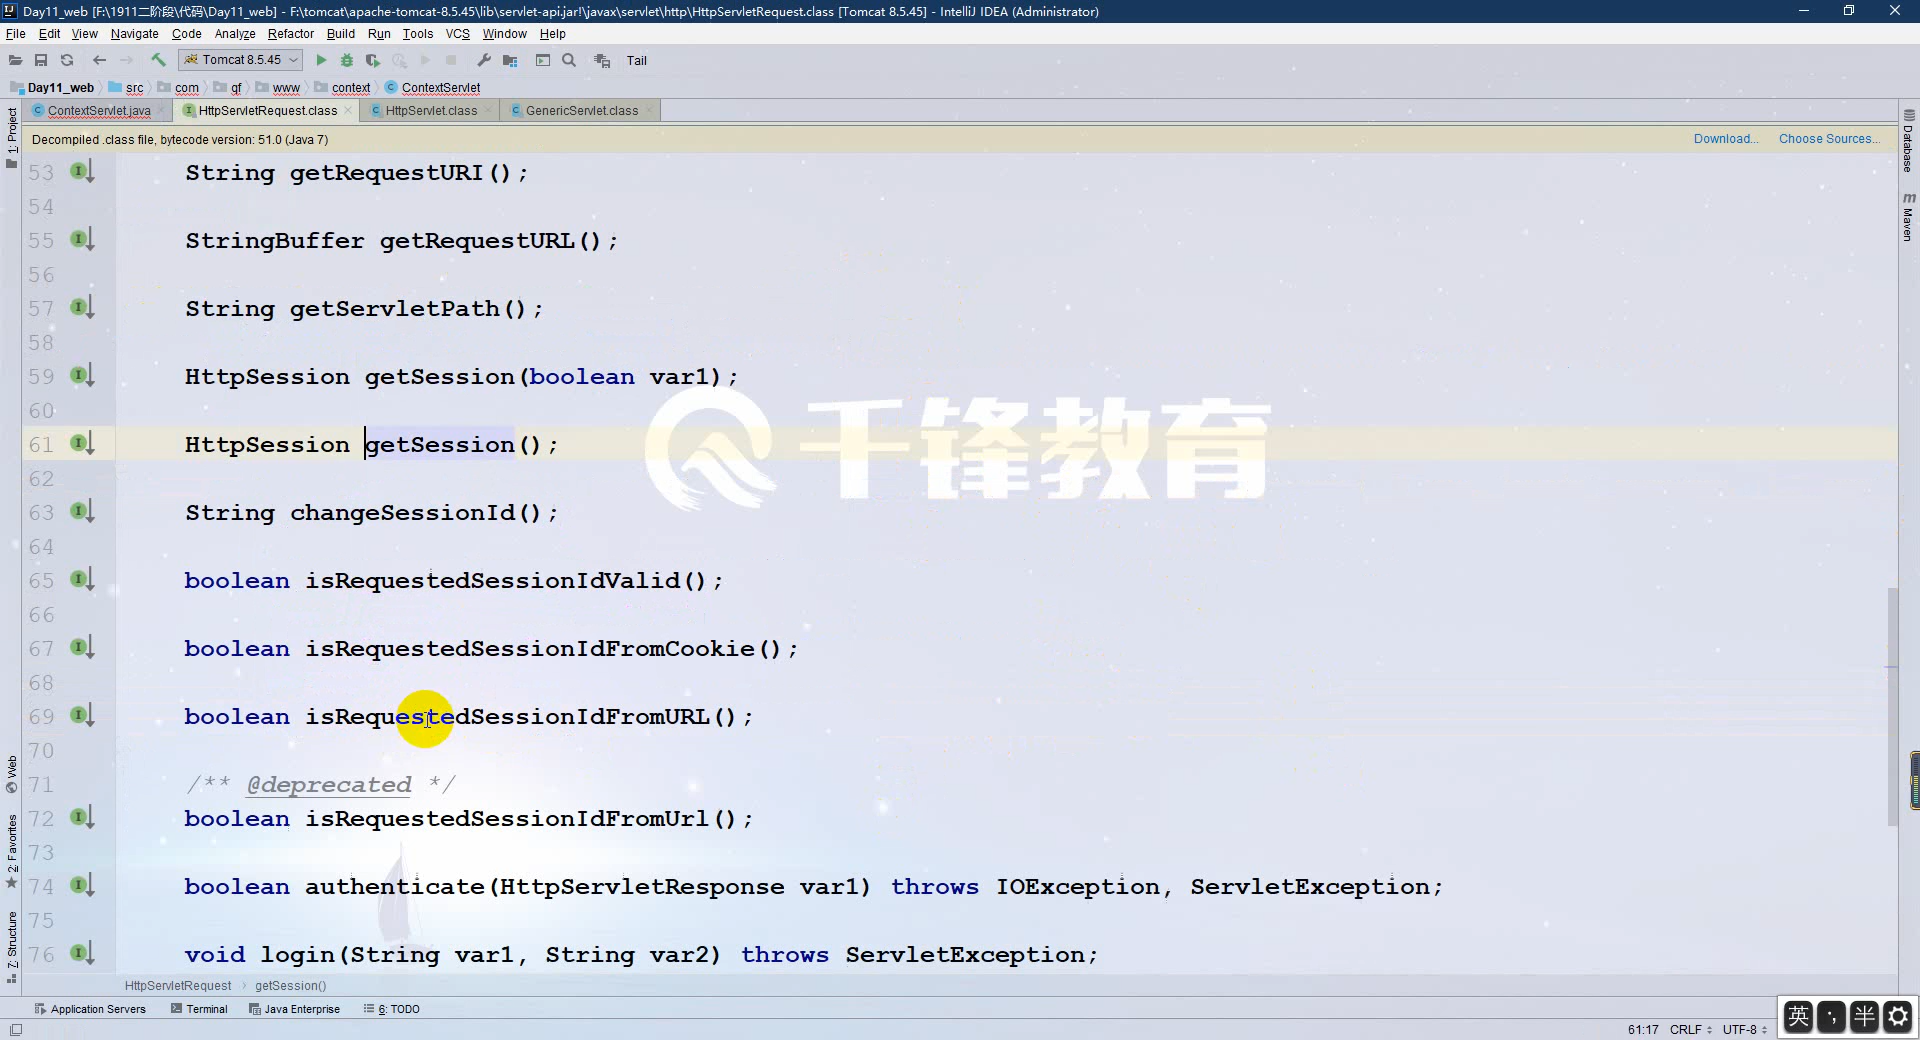 Day11_web [F:\1911二阶段\代码\Day11_web] - F:\tomcat\apache-tomcat-8.5.45\lib\servlet-api.jar!\javax\servlet\http\HttpServletRequest.class [Tomcat 8.5.45] - IntelliJ IDEA (Administrator)
File Edit View Navigate Code Analyze Refactor Build Run Tools VCS Window Help
Tomcat 8.5.45 Tail
Day11_web src com qf www context ContextServlet
ContextServlet.java HttpServletRequest.class HttpServlet.class GenericServlet.class
Decompiled .class file, bytecode version: 51.0 (Java 7) Download... Choose Sources...
1: Project
Database
Maven
53 String getRequestURI();
54
55 StringBuffer getRequestURL();
56
57 String getServletPath();
58
59 HttpSession getSession(boolean var1);
60
61 HttpSession getSession();
千锋教育
62
63 String changeSessionId();
64
65 boolean isRequestedSessionIdValid();
66
67 boolean isRequestedSessionIdFromCookie();
68
69 boolean isRequestedSessionIdFromURL();
70
71 /** @deprecated */
72 boolean isRequestedSessionIdFromUrl();
73
74 boolean authenticate(HttpServletResponse var1) throws IOException, ServletException;
75
76 void login(String var1, String var2) throws ServletException;
Web
2: Favorites
7: Structure
HttpServletRequest › getSession()
Application Servers Terminal Java Enterprise 6: TODO
61:17 CRLF UTF-8
英 ·, 半